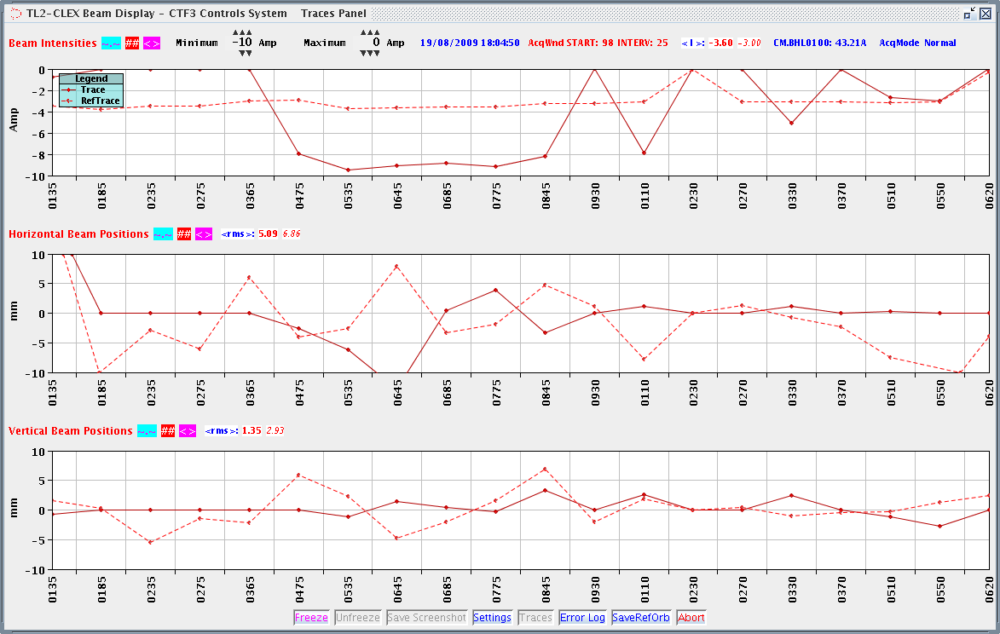 TL2-CLEX Beam Display - CTF3 Controls System Traces Panel
Beam Intensities ~.~ ## <> Minimum -10 Amp Maximum 0 Amp 19/08/2009 18:04:50 AcqWnd START: 98 INTERV: 25 <I>: -3.60 -3.00 CM.BHL0100: 43.21A AcqMode Normal
Legend
Trace
RefTrace
Amp
0
-2
-4
-6
-8
-10
0135 0185 0235 0275 0365 0475 0535 0645 0685 0775 0845 0930 0110 0230 0270 0330 0370 0510 0550 0620
Horizontal Beam Positions ~.~ ## <> <rms>: 5.09 6.86
mm
10
5
0
-5
-10
0135 0185 0235 0275 0365 0475 0535 0645 0685 0775 0845 0930 0110 0230 0270 0330 0370 0510 0550 0620
Vertical Beam Positions ~.~ ## <> <rms>: 1.35 2.93
mm
10
5
0
-5
-10
0135 0185 0235 0275 0365 0475 0535 0645 0685 0775 0845 0930 0110 0230 0270 0330 0370 0510 0550 0620
Freeze Unfreeze Save Screenshot Settings Traces Error Log SaveRefOrb Abort